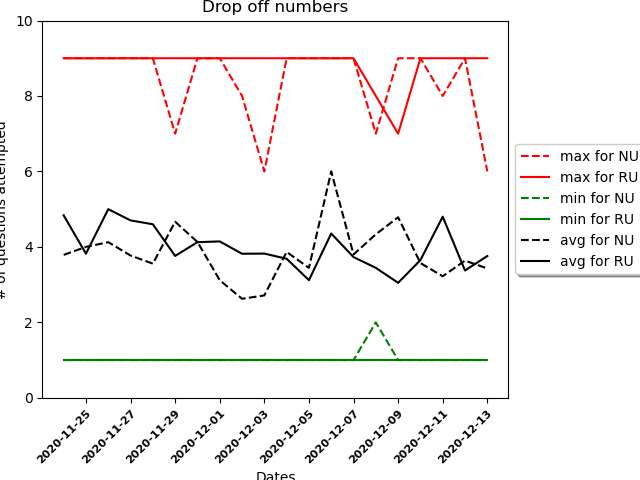 Drop off numbers
# of questions attempted
10
8
6
4
2
0
2020-11-25
2020-11-27
2020-11-29
2020-12-01
2020-12-03
2020-12-05
2020-12-07
2020-12-09
2020-12-11
2020-12-13
Dates
max for NU
max for RU
min for NU
min for RU
avg for NU
avg for RU